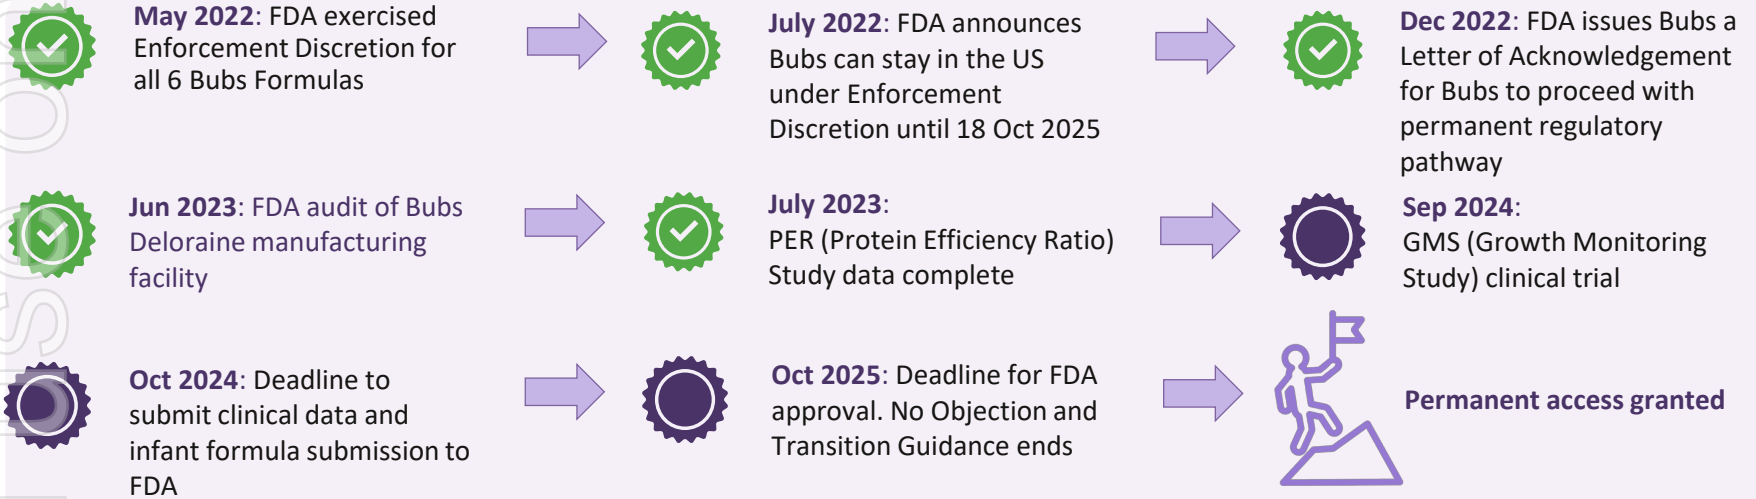 May 2022: FDA exercised
Enforcement Discretion for
all 6 Bubs Formulas
July 2022: FDA announces
Bubs can stay in the US
under Enforcement
Discretion until 18 Oct 2025
Dec 2022: FDA issues Bubs a
Letter of Acknowledgement
for Bubs to proceed with
permanent regulatory
pathway
Jun 2023: FDA audit of Bubs
Deloraine manufacturing
facility
July 2023:
PER (Protein Efficiency Ratio)
Study data complete
Sep 2024:
GMS (Growth Monitoring
Study) clinical trial
Oct 2024: Deadline to
submit clinical data and
infant formula submission to
FDA
Oct 2025: Deadline for FDA
approval. No Objection and
Transition Guidance ends
Permanent access granted